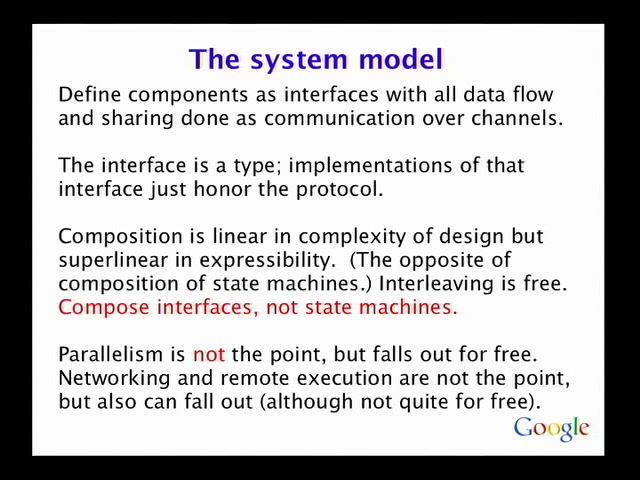 The system model
Define components as interfaces with all data flow
and sharing done as communication over channels.
The interface is a type; implementations of that
interface just honor the protocol.
Composition is linear in complexity of design but
superlinear in expressibility. (The opposite of
composition of state machines.) Interleaving is free.
Compose interfaces, not state machines.
Parallelism is not the point, but falls out for free.
Networking and remote execution are not the point,
but also can fall out (although not quite for free).
Google